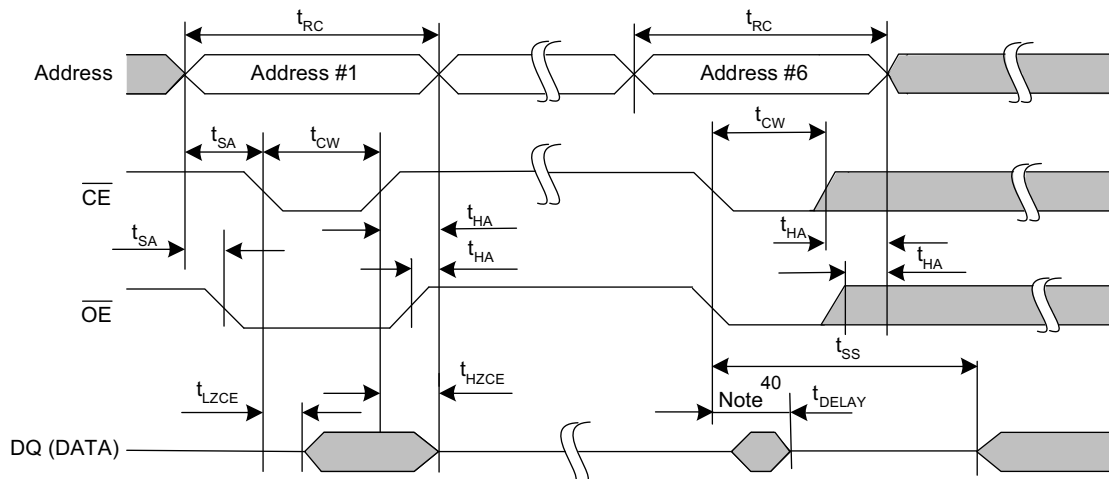 tRC tRC
Address Address #1 Address #6
tSA tCW tCW
CE
tHA tHA
tSA tHA tHA
OE
tSS
tLZCE tHZCE Note 40 tDELAY
DQ (DATA)